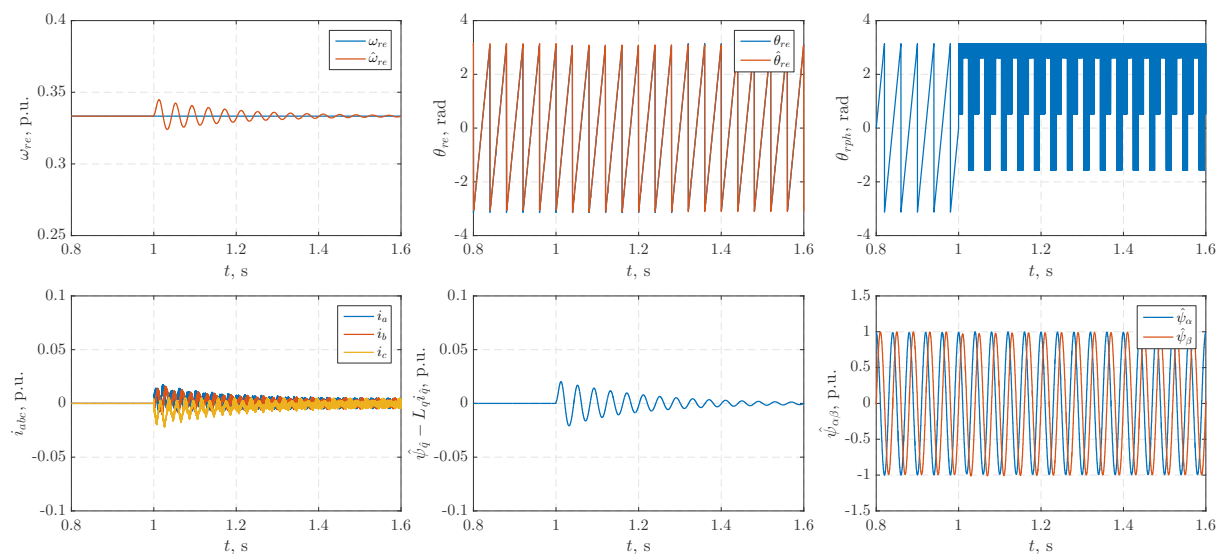 0.4
0.35
0.3
0.25
ω_re, p.u.
ω_re
ω̂_re
0.8 1 1.2 1.4 1.6
t, s
4
2
0
-2
-4
θ_re, rad
θ_re
θ̂_re
0.8 1 1.2 1.4 1.6
t, s
4
2
0
-2
-4
θ_rph, rad
0.8 1 1.2 1.4 1.6
t, s
0.1
0.05
0
-0.05
-0.1
i_abc, p.u.
i_a
i_b
i_c
0.8 1 1.2 1.4 1.6
t, s
0.1
0.05
0
-0.05
-0.1
ψ̂_q̂ − L_q i_q̂, p.u.
0.8 1 1.2 1.4 1.6
t, s
1.5
1
0.5
0
-0.5
-1
-1.5
ψ̂_αβ, p.u.
ψ̂_α
ψ̂_β
0.8 1 1.2 1.4 1.6
t, s